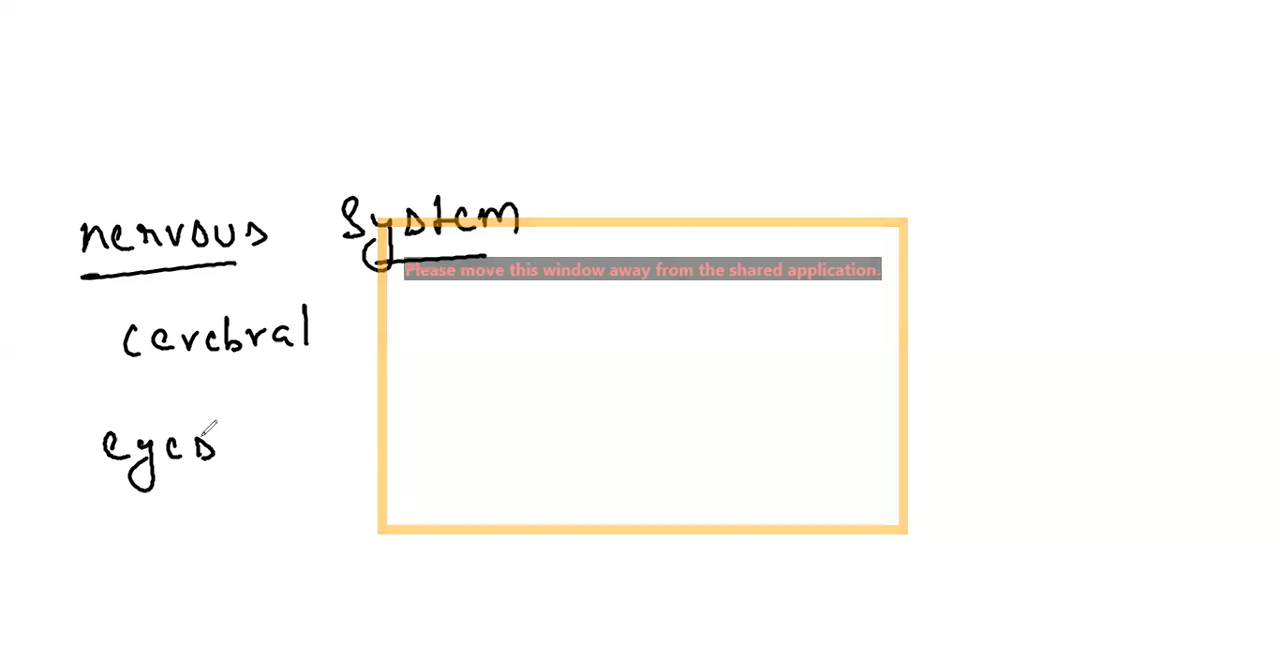 nervous system
Please move this window away from the shared application.
cerebral
eyes